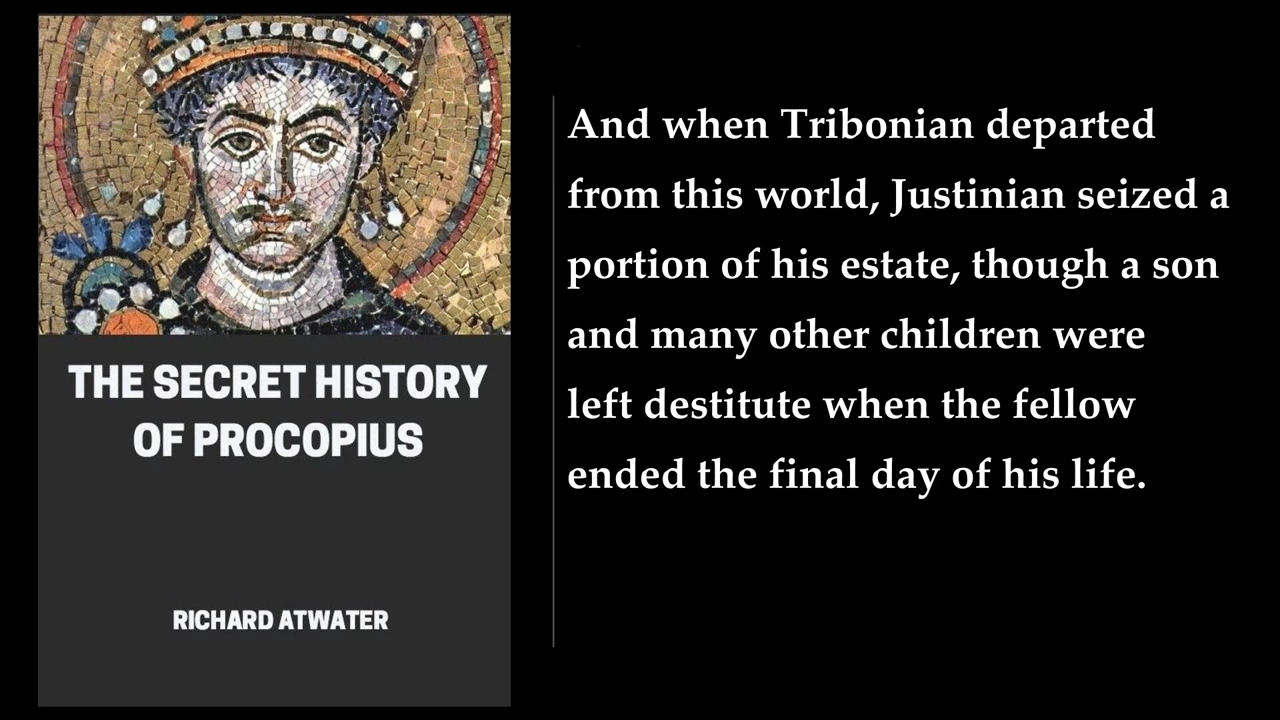 THE SECRET HISTORY
OF PROCOPIUS
RICHARD ATWATER
And when Tribonian departed
from this world, Justinian seized a
portion of his estate, though a son
and many other children were
left destitute when the fellow
ended the final day of his life.